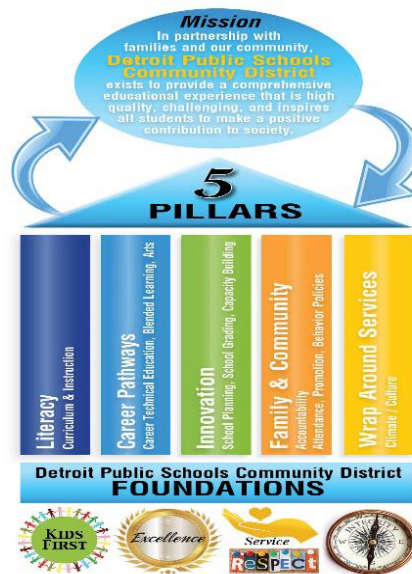 Mission
In partnership with
families and our community,
Detroit Public Schools
Community District
exists to provide a comprehensive
educational experience that is high
quality, challenging, and inspires
all students to make a positive
contribution to society.
5
PILLARS
Literacy
Curriculum & Instruction
Career Pathways
Career Technical Education, Blended Learning, Arts
Innovation
School Planning, School Grading, Capacity Building
Family & Community
Accountability
Attendance, Promotion, Behavior Policies
Wrap Around Services
Climate / Culture
Detroit Public Schools Community District
FOUNDATIONS
KIDS
FIRST
Excellence
Service
ReSPEcT